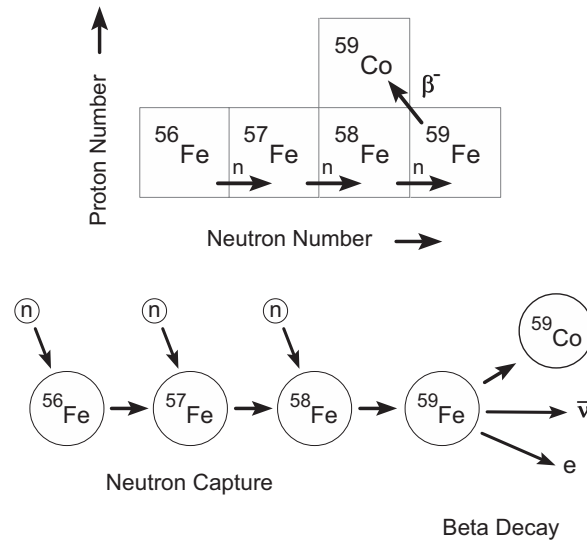 Proton Number
59Co
β-
56Fe 57Fe 58Fe 59Fe
n n n
Neutron Number
n n n
59Co
56Fe 57Fe 58Fe 59Fe
ν̅
e
Neutron Capture
Beta Decay